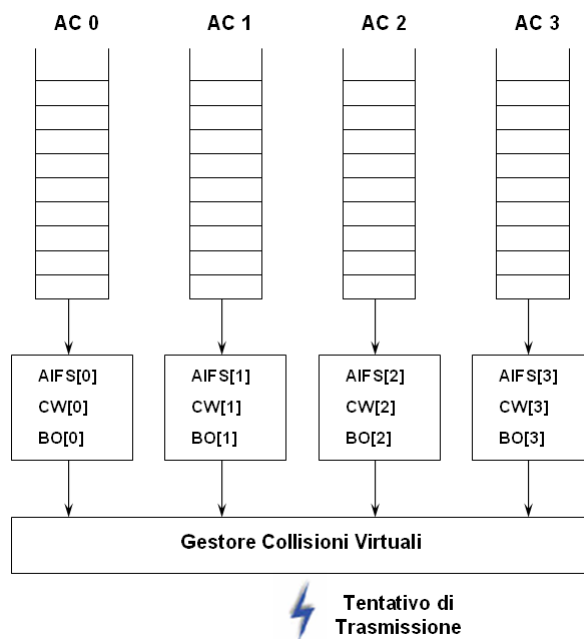 AC 0 AC 1 AC 2 AC 3
AIFS[0] AIFS[1] AIFS[2] AIFS[3]
CW[0] CW[1] CW[2] CW[3]
BO[0] BO[1] BO[2] BO[3]
Gestore Collisioni Virtuali
Tentativo di
Trasmissione